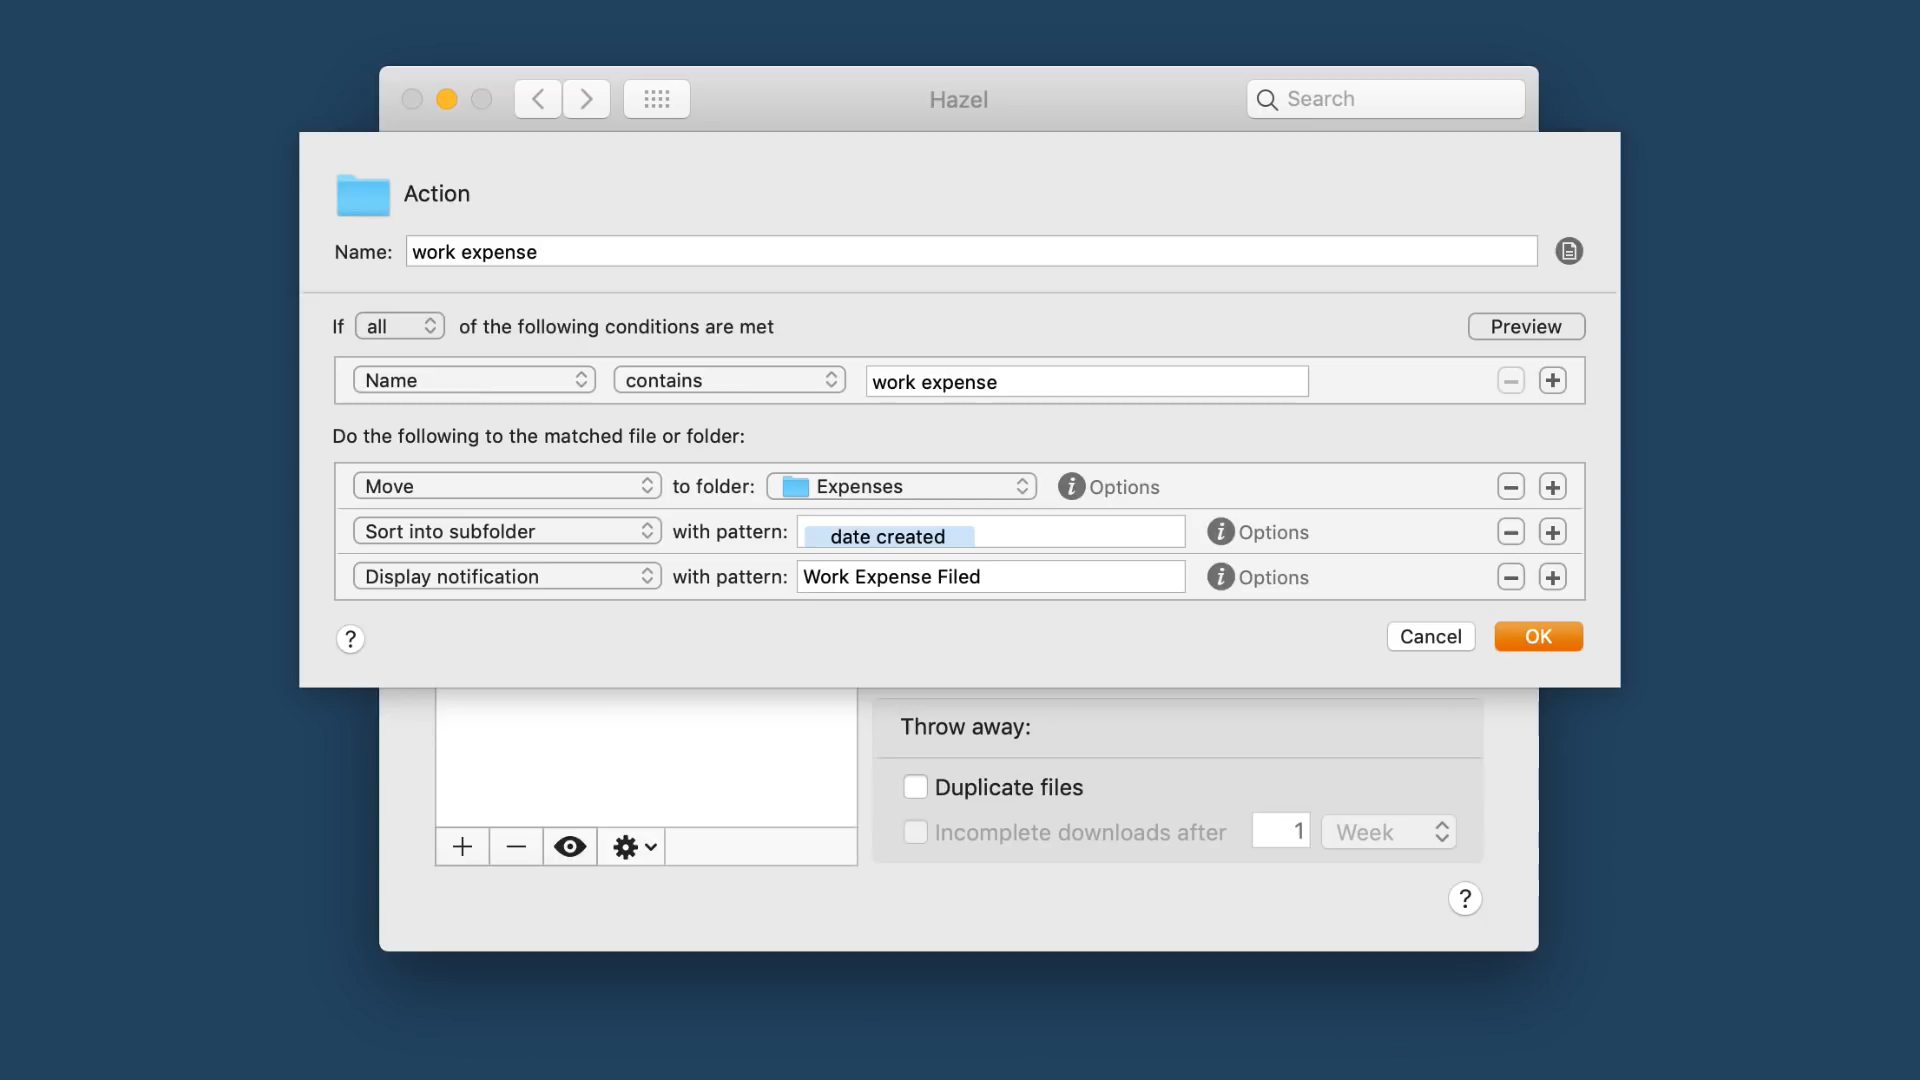 Hazel
Search
Action
Name: work expense
If all of the following conditions are met
Preview
Name contains work expense
Do the following to the matched file or folder:
Move to folder: Expenses Options
Sort into subfolder with pattern: date created Options
Display notification with pattern: Work Expense Filed Options
?
Cancel
OK
Throw away:
Duplicate files
Incomplete downloads after 1 Week
?